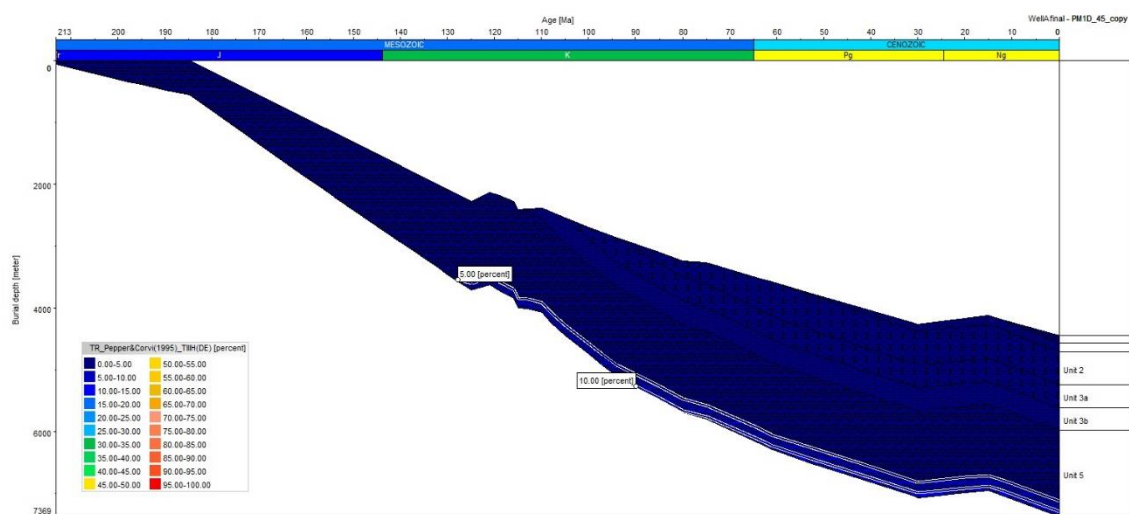 Age [Ma]
WellAfinal - PM1D_45_copy
213 200 190 180 170 160 150 140 130 120 110 100 90 80 70 60 50 40 30 20 10 0
MESOZOIC CENOZOIC
r J K Pg Ng
0
2000
4000
6000
7369
Burial depth [meter]
5.00 [percent]
10.00 [percent]
Unit 2
Unit 3a
Unit 3b
Unit 5
TR_Pepper&Corvi(1995)_TIIH(DE) [percent]
0.00-5.00 50.00-55.00
5.00-10.00 55.00-60.00
10.00-15.00 60.00-65.00
15.00-20.00 65.00-70.00
20.00-25.00 70.00-75.00
25.00-30.00 75.00-80.00
30.00-35.00 80.00-85.00
35.00-40.00 85.00-90.00
40.00-45.00 90.00-95.00
45.00-50.00 95.00-100.00